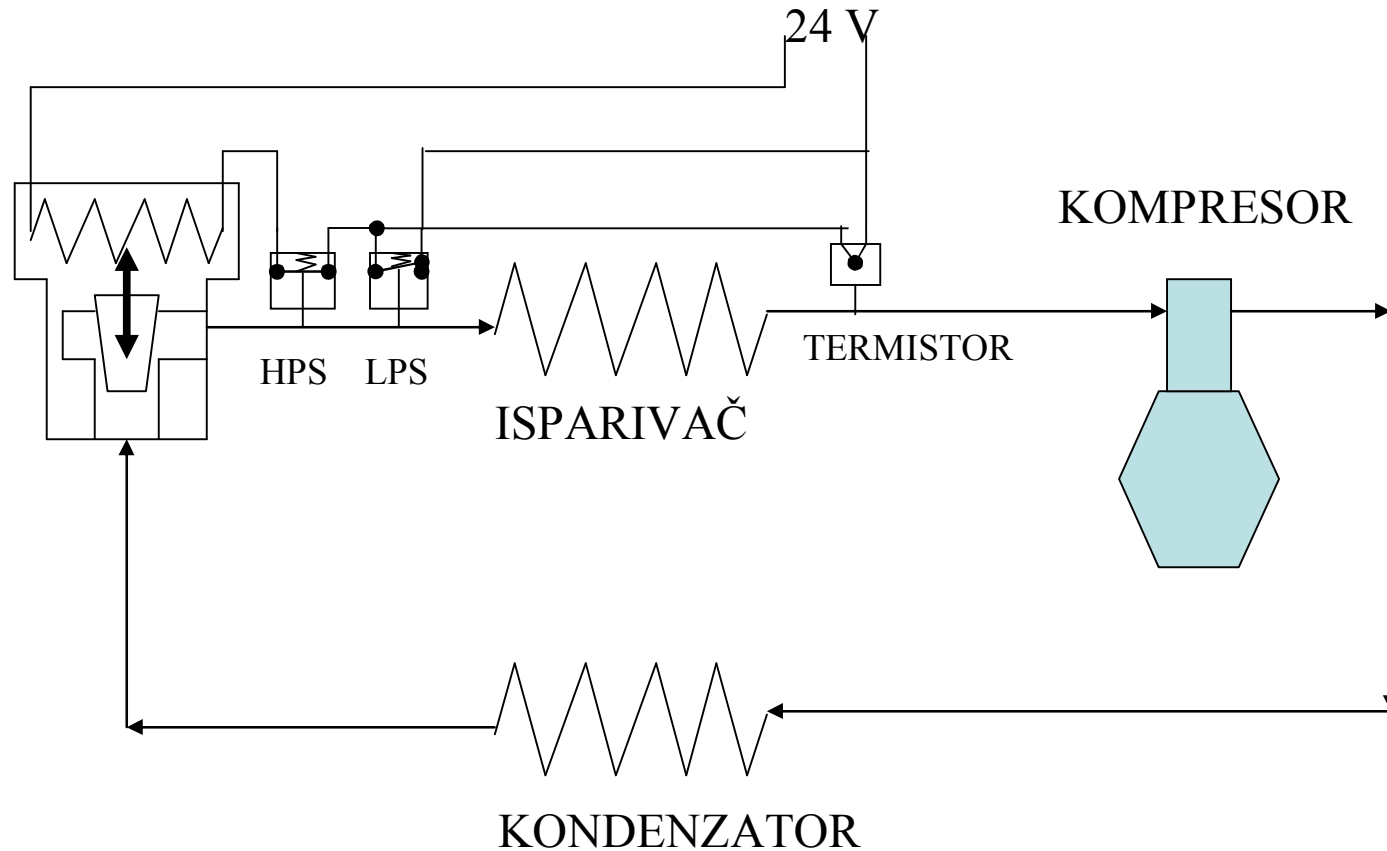 24 V
KOMPRESOR
HPS LPS
TERMISTOR
ISPARIVAČ
KONDENZATOR